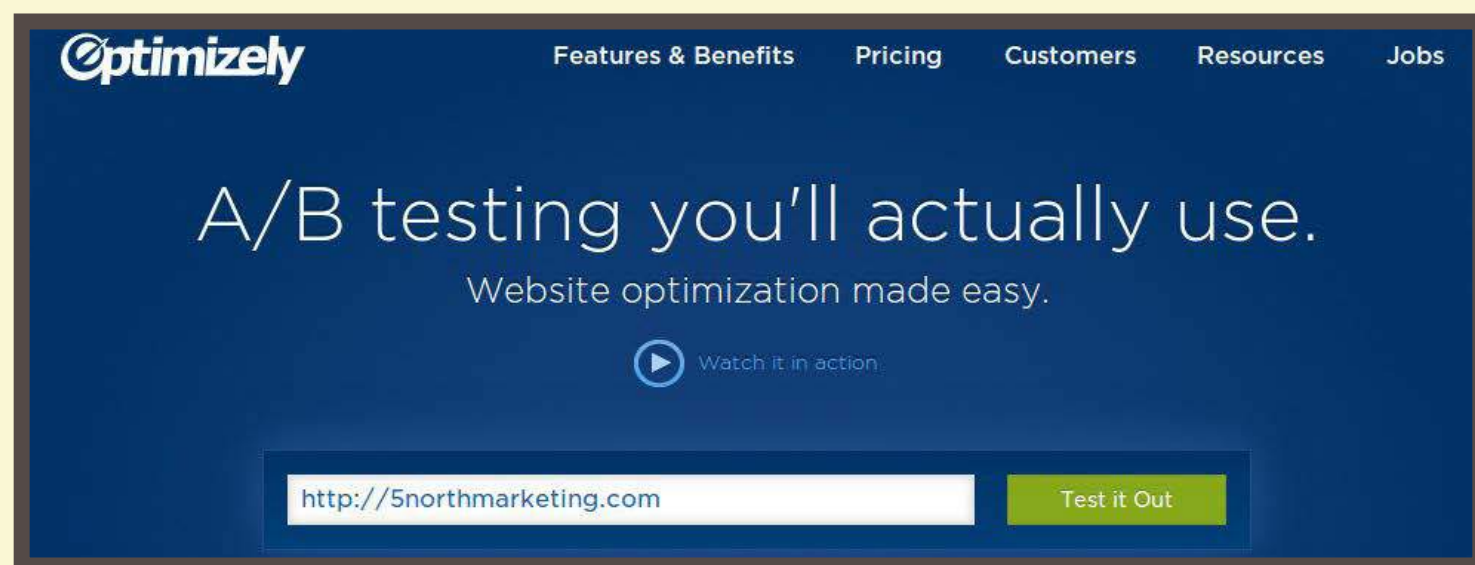 Optimizely Features & Benefits Pricing Customers Resources Jobs
A/B testing you'll actually use.
Website optimization made easy.
Watch it in action
http://5northmarketing.com Test it Out